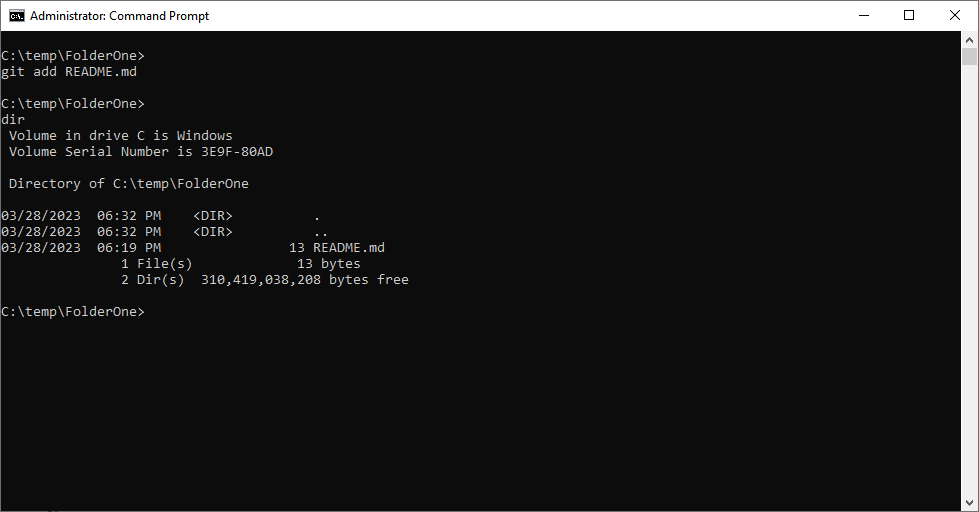 Administrator: Command Prompt
C:\temp\FolderOne>
git add README.md
C:\temp\FolderOne>
dir
 Volume in drive C is Windows
 Volume Serial Number is 3E9F-80AD
 Directory of C:\temp\FolderOne
03/28/2023  06:32 PM    <DIR>          .
03/28/2023  06:32 PM    <DIR>          ..
03/28/2023  06:19 PM                13 README.md
               1 File(s)             13 bytes
               2 Dir(s)  310,419,038,208 bytes free
C:\temp\FolderOne>